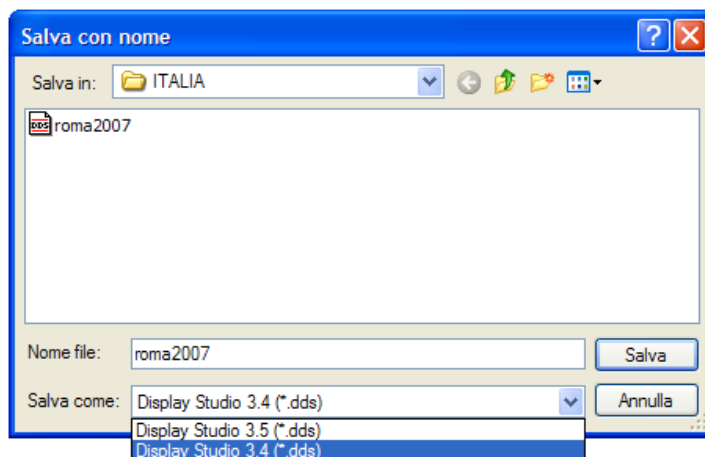 Salva con nome
Salva in: ITALIA
DDS roma2007
Nome file: roma2007 Salva
Salva come: Display Studio 3.4 (*.dds) Annulla
Display Studio 3.5 (*.dds)
Display Studio 3.4 (*.dds)